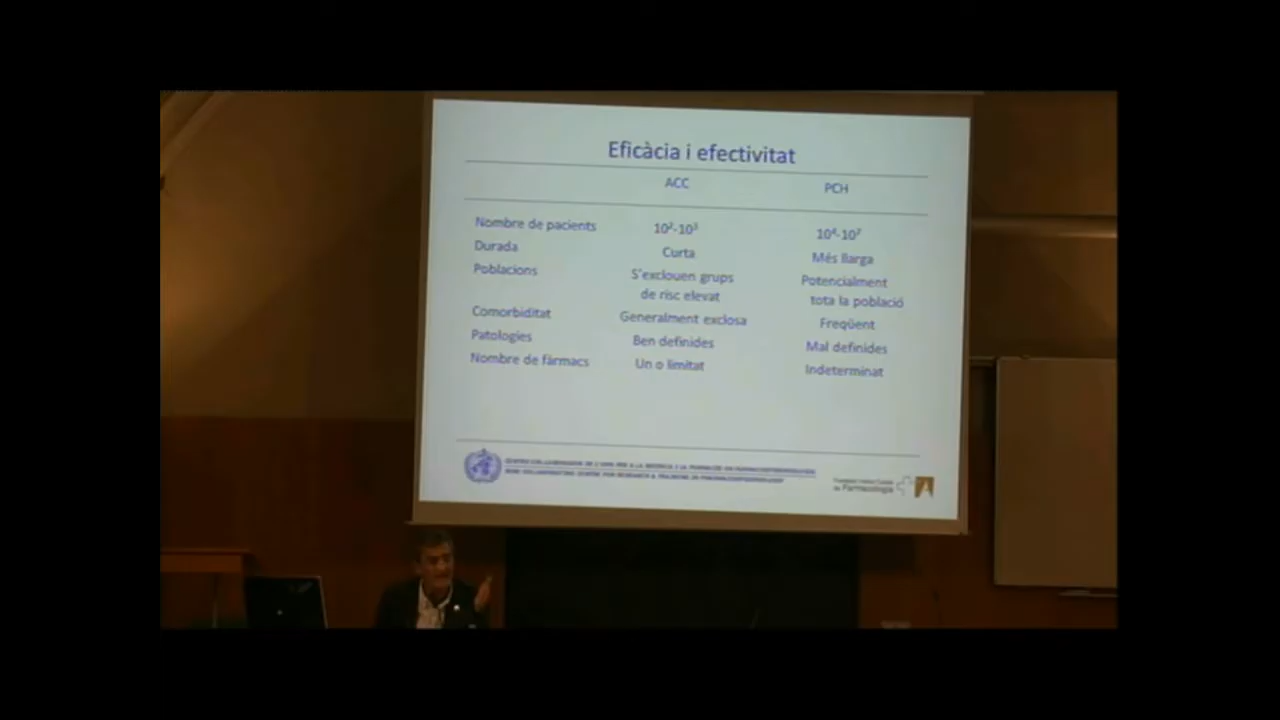 Eficàcia i efectivitat
ACC PCH
Nombre de pacients 10²-10³ 10⁴-10⁷
Durada Curta Més llarga
Poblacions S'exclouen grups Potencialment
de risc elevat tota la població
Comorbiditat Generalment exclosa Freqüent
Patologies Ben definides Mal definides
Nombre de fàrmacs Un o limitat Indeterminat
de Farmacologia